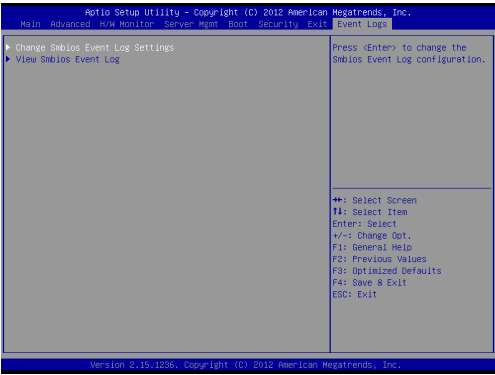 Aptio Setup Utility – Copyright (C) 2012 American Megatrends, Inc.
Main Advanced H/W Monitor Server Mgmt Boot Security Exit Event Logs
Change Smbios Event Log Settings
View Smbios Event Log
Press <Enter> to change the
Smbios Event Log configuration.
→←: Select Screen
↑↓: Select Item
Enter: Select
+/-: Change Opt.
F1: General Help
F2: Previous Values
F3: Optimized Defaults
F4: Save & Exit
ESC: Exit
Version 2.15.1236. Copyright (C) 2012 American Megatrends, Inc.